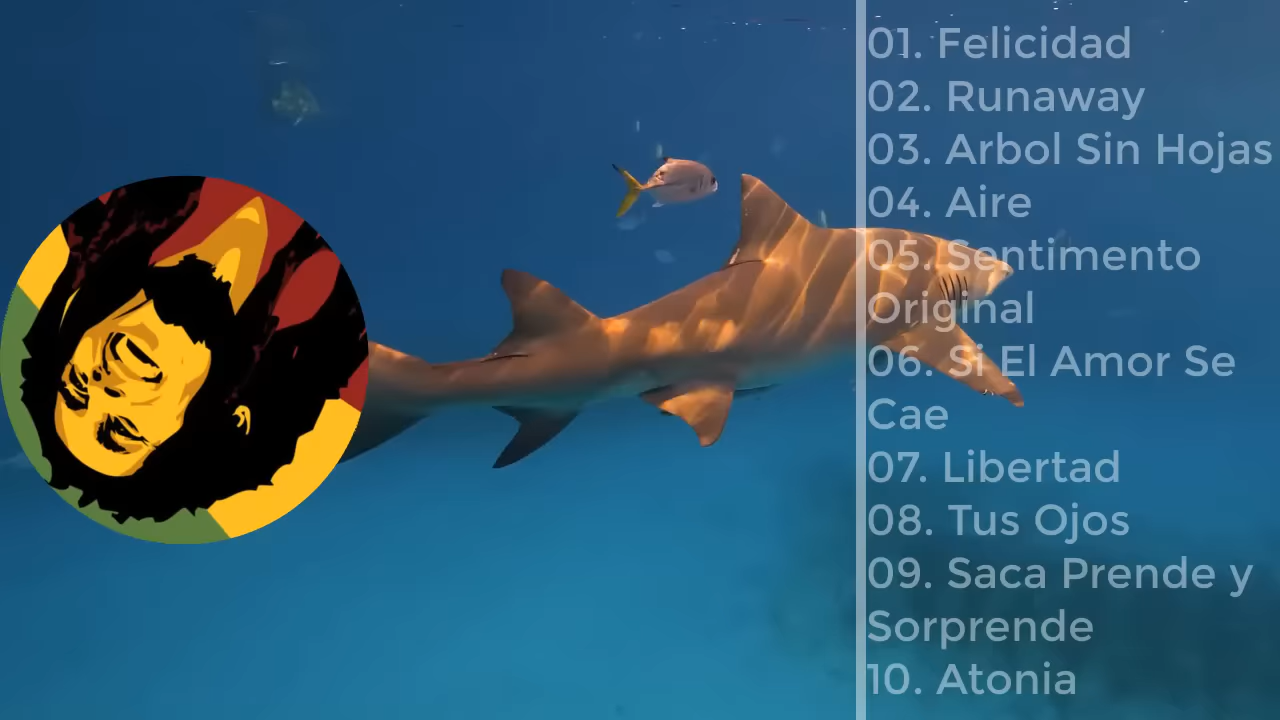 01. Felicidad
02. Runaway
03. Arbol Sin Hojas
04. Aire
05. Sentimento
Original
06. Si El Amor Se
Cae
07. Libertad
08. Tus Ojos
09. Saca Prende y
Sorprende
10. Atonia